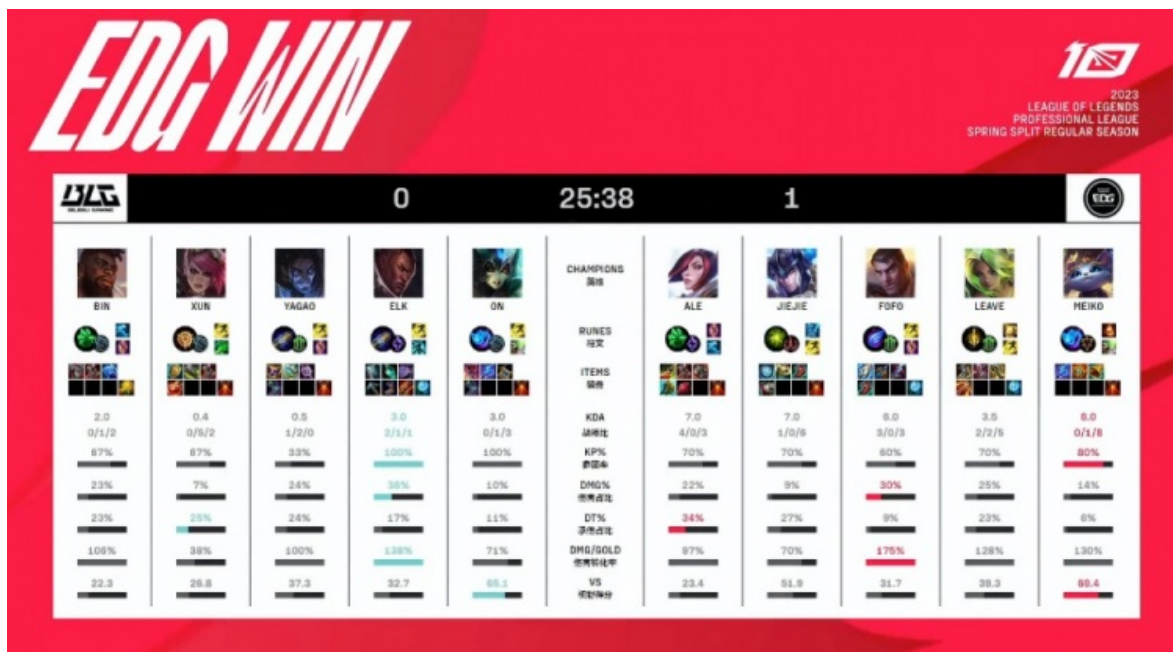 EDG WIN
10
2023
LEAGUE OF LEGENDS
PROFESSIONAL LEAGUE
SPRING SPLIT REGULAR SEASON
BLG
BILIBILI GAMING
0 25:38 1
EDG
CHAMPIONS
英雄
BIN XUN YAGAO ELK ON ALE JIEJIE FOFO LEAVE MEIKO
RUNES
符文
ITEMS
装备
2.0 0.4 0.5 3.0 3.0 KDA 7.0 7.0 6.0 3.5 8.0
0/1/2 0/5/2 1/2/0 2/1/1 0/1/3 战损比 4/0/3 1/0/6 3/0/3 2/2/5 0/1/8
67% 67% 33% 100% 100% KP% 70% 70% 60% 70% 80%
参团率
23% 7% 24% 36% 10% DMG% 22% 9% 30% 25% 14%
伤害占比
23% 25% 24% 17% 11% DT% 34% 27% 9% 23% 6%
承伤占比
106% 38% 100% 138% 71% DMG/GOLD 97% 70% 175% 128% 130%
伤害转化率
22.3 26.8 37.3 32.7 65.1 VS 23.4 51.9 31.7 38.3 68.4
视野得分